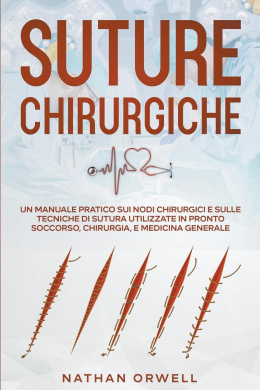 SUTURE
CHIRURGICHE
UN MANUALE PRATICO SUI NODI CHIRURGICI E SULLE
TECNICHE DI SUTURA UTILIZZATE IN PRONTO
SOCCORSO, CHIRURGIA, E MEDICINA GENERALE
NATHAN ORWELL